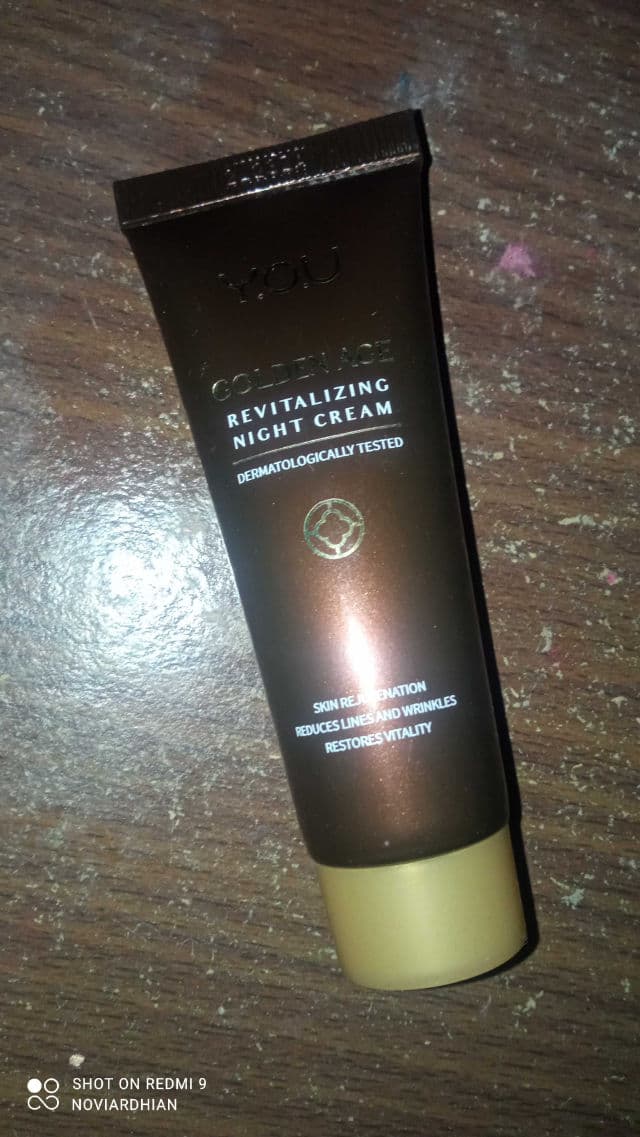 Y.O.U
GOLDEN AGE
REVITALIZING
NIGHT CREAM
DERMATOLOGICALLY TESTED
SKIN REJUVENATION
REDUCES LINES AND WRINKLES
RESTORES VITALITY
SHOT ON REDMI 9
NOVIARDHIAN